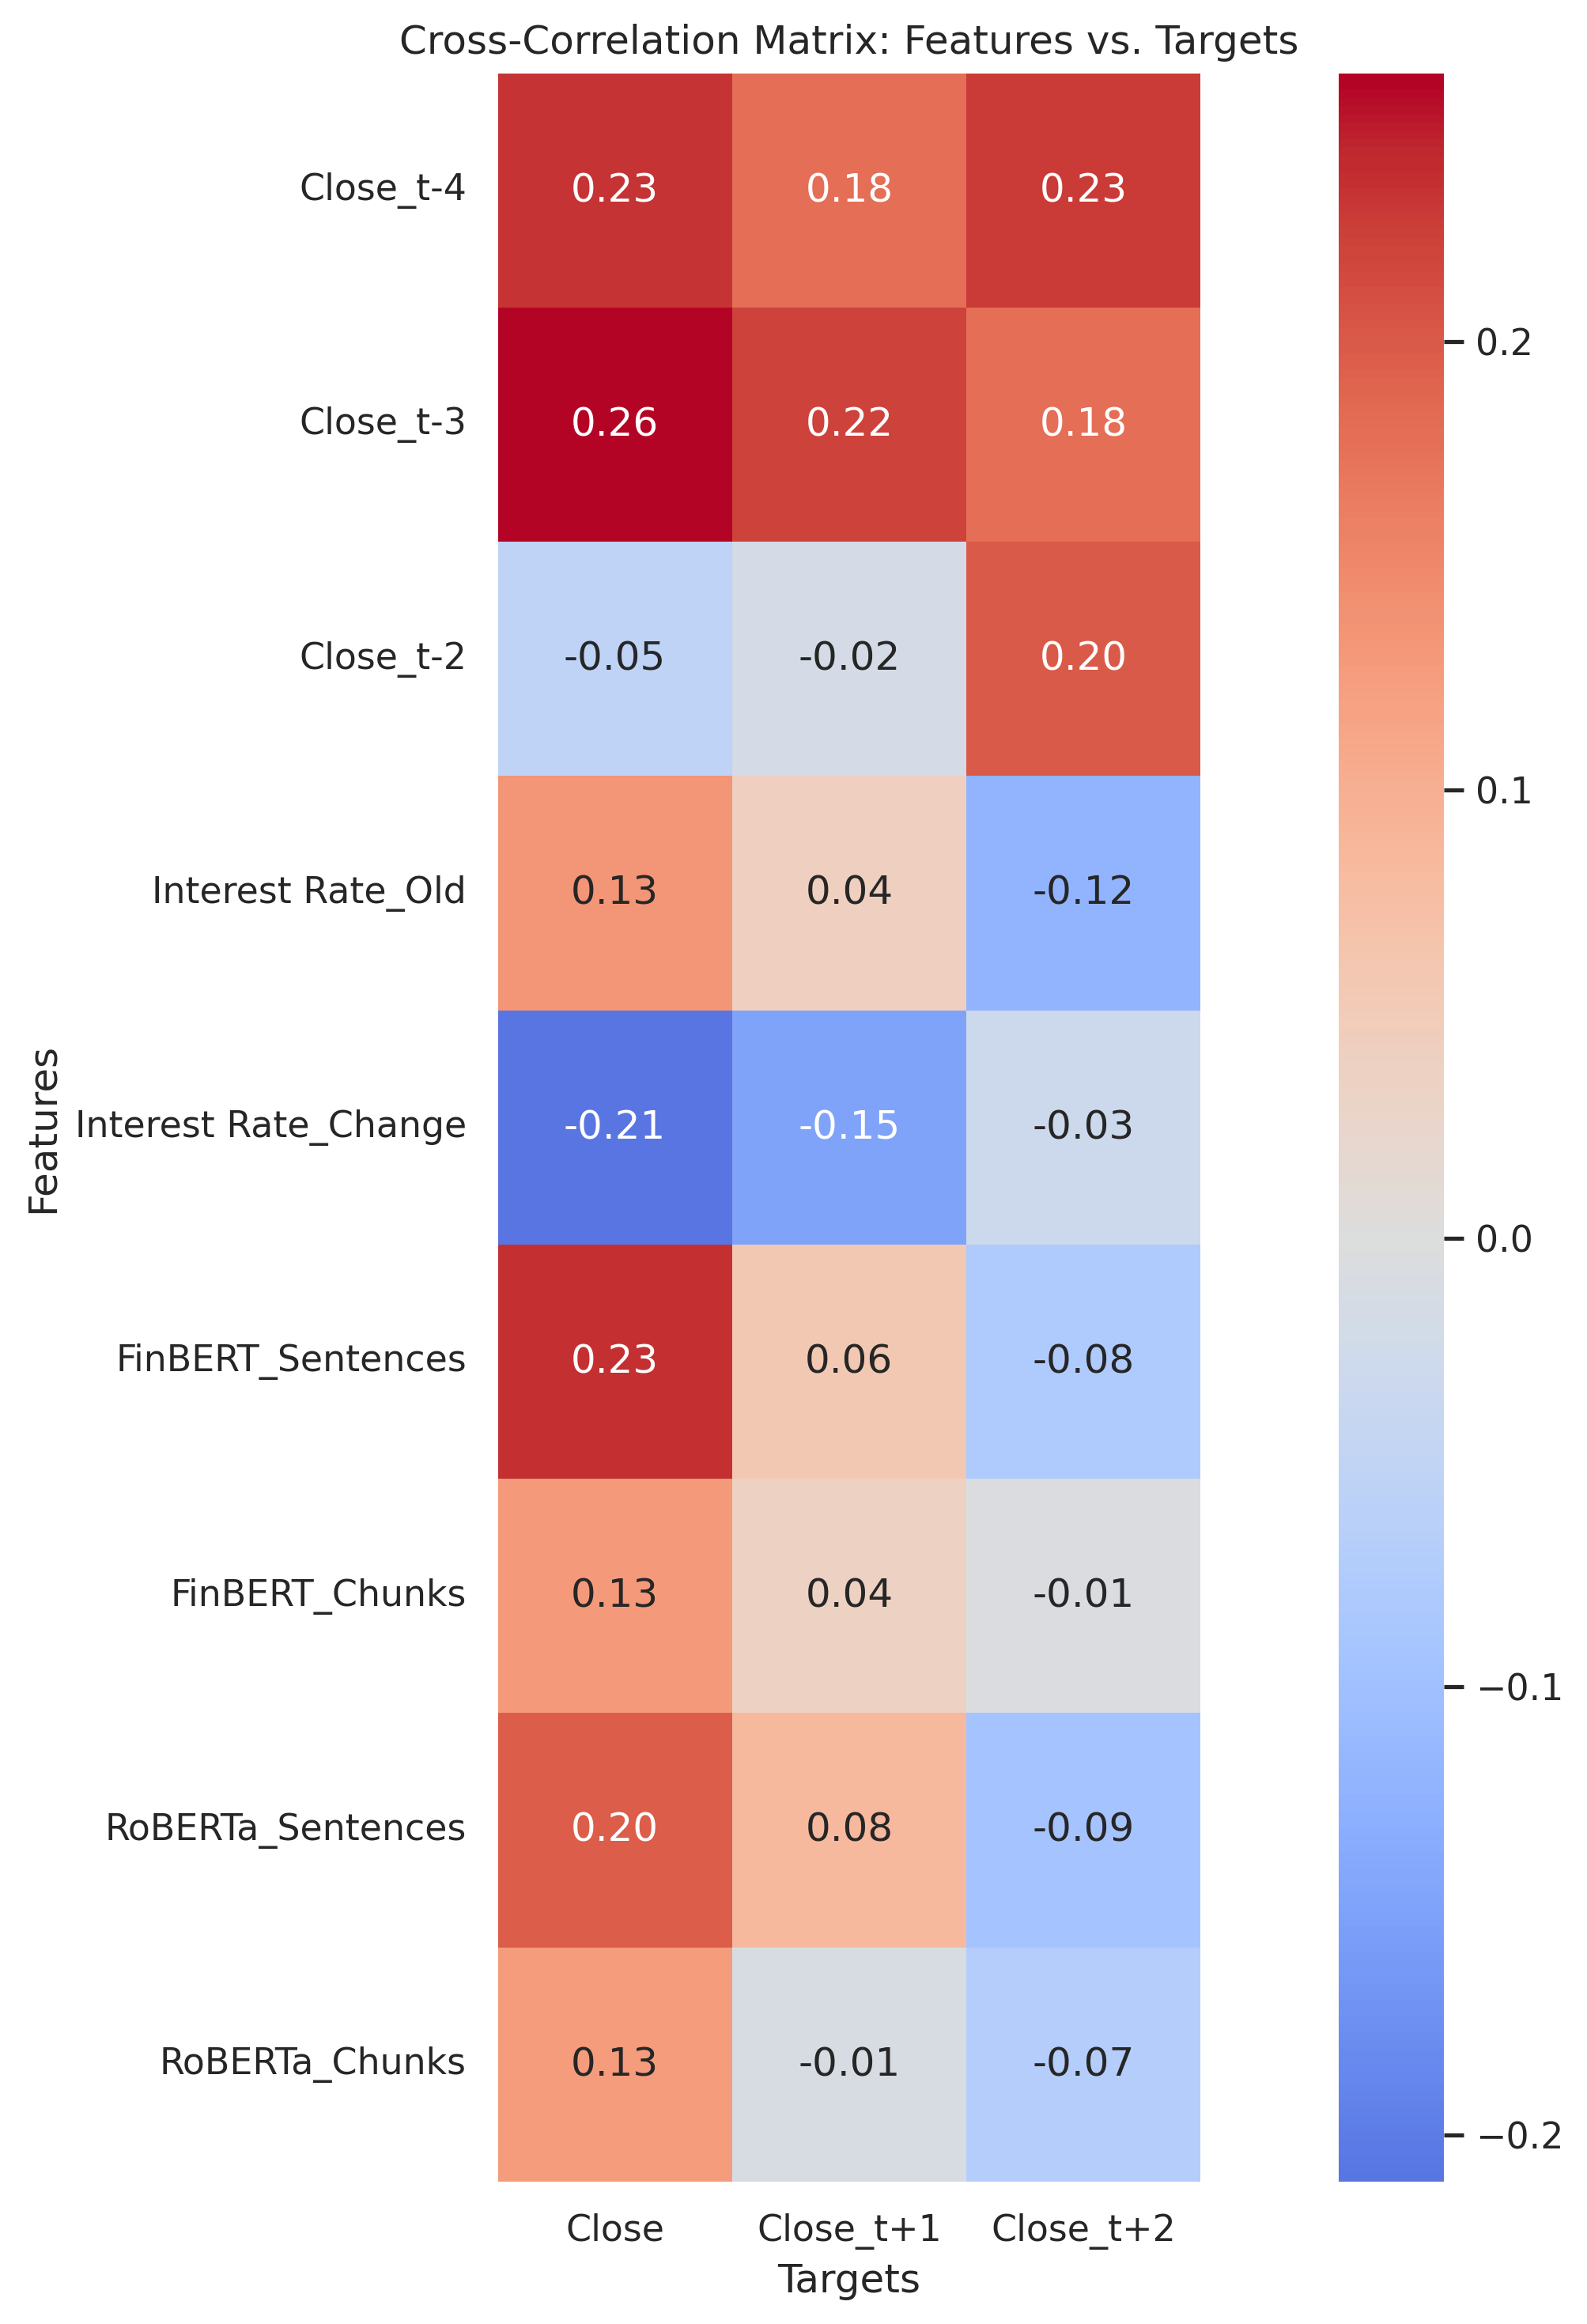 Cross-Correlation Matrix: Features vs. Targets
Close_t-4 0.23 0.18 0.23
Close_t-3 0.26 0.22 0.18
Close_t-2 -0.05 -0.02 0.20
Interest Rate_Old 0.13 0.04 -0.12
Interest Rate_Change -0.21 -0.15 -0.03
FinBERT_Sentences 0.23 0.06 -0.08
FinBERT_Chunks 0.13 0.04 -0.01
RoBERTa_Sentences 0.20 0.08 -0.09
RoBERTa_Chunks 0.13 -0.01 -0.07
Close Close_t+1 Close_t+2
Targets
Features
0.2
0.1
0.0
−0.1
−0.2